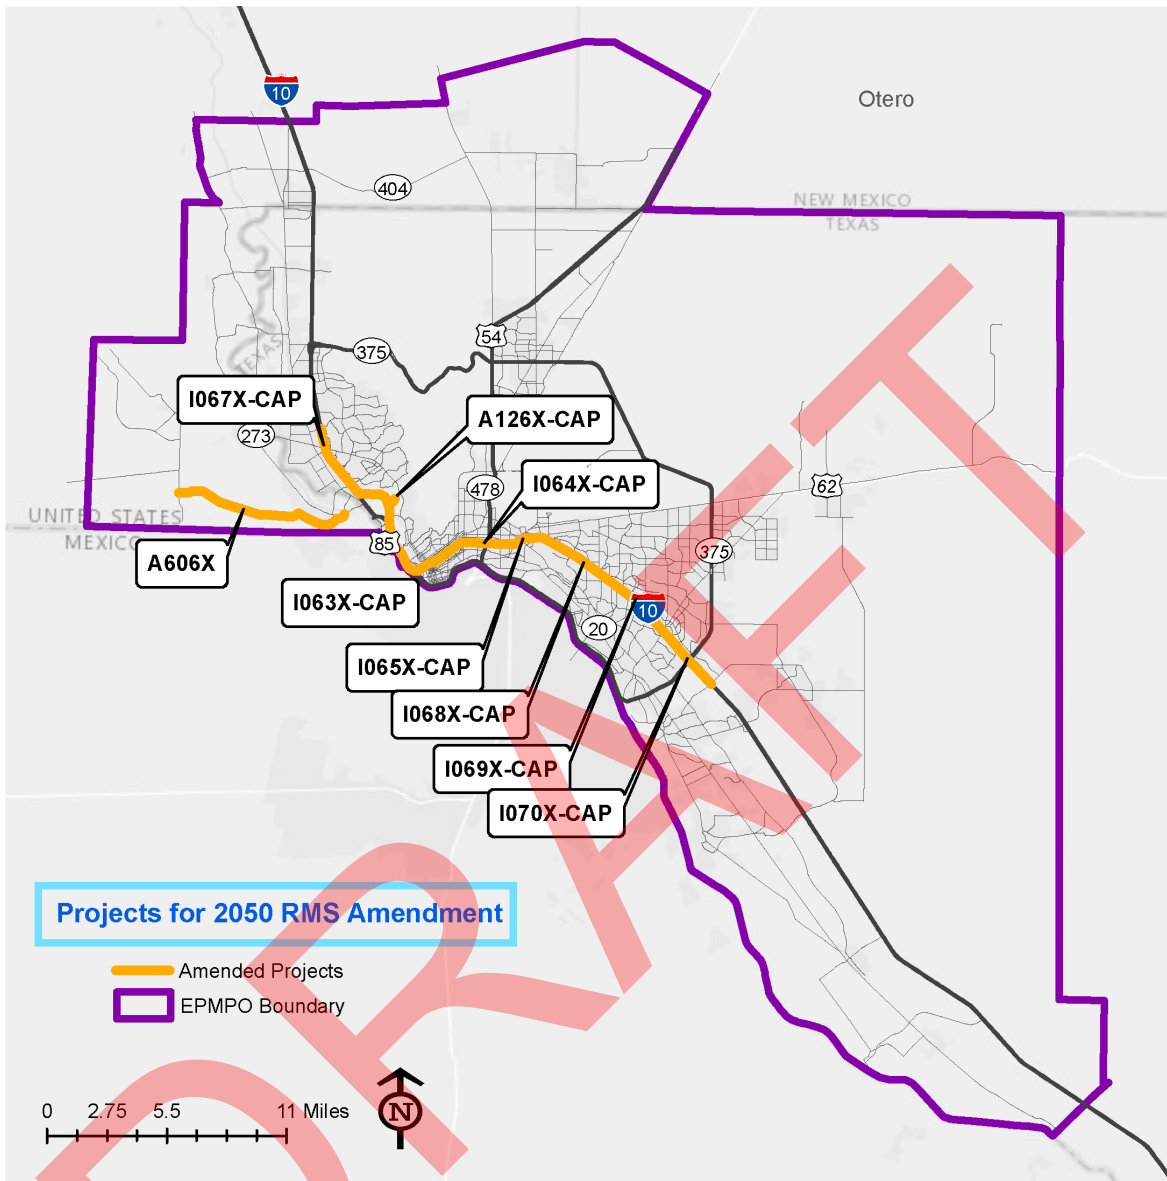 10
Otero
404
NEW MEXICO
TEXAS
54
375
TEXAS
I067X-CAP
A126X-CAP
273
I064X-CAP
478
62
UNITED STATES
MEXICO
85
375
A606X
I063X-CAP
10
20
I065X-CAP
I068X-CAP
I069X-CAP
I070X-CAP
DRAFT
Projects for 2050 RMS Amendment
Amended Projects
EPMPO Boundary
0 2.75 5.5 11 Miles
N